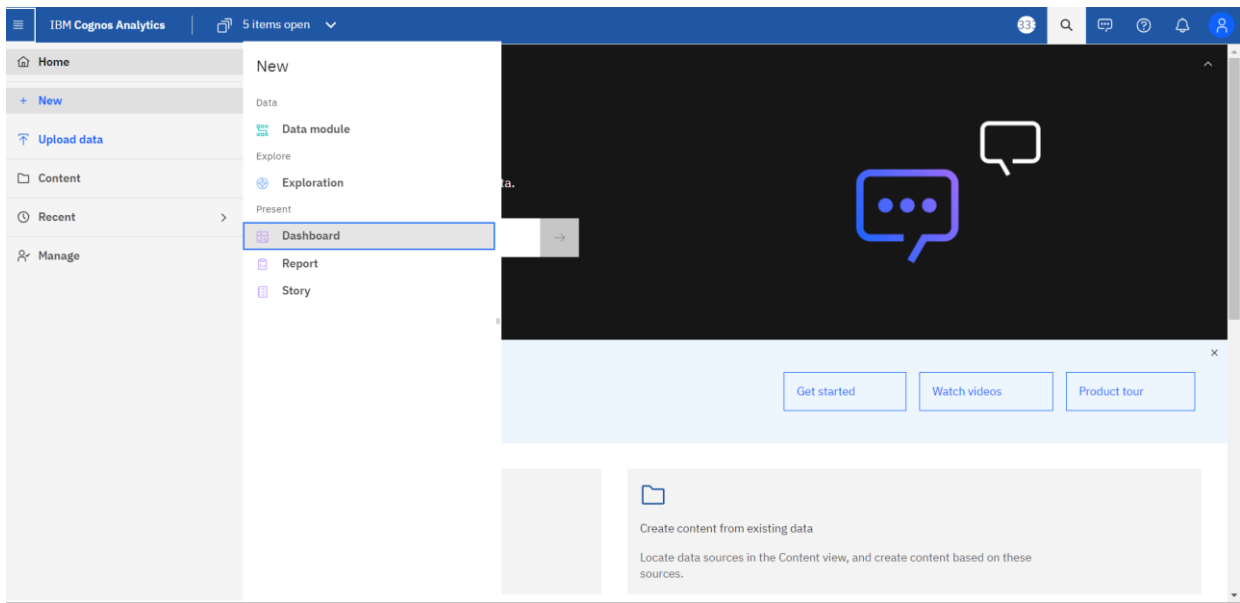 IBM Cognos Analytics
5 items open
Home
New
Upload data
Content
Recent
Manage
New
Data
Data module
Explore
Exploration
Present
Dashboard
Report
Story
ta.
Get started
Watch videos
Product tour
Create content from existing data
Locate data sources in the Content view, and create content based on these
sources.